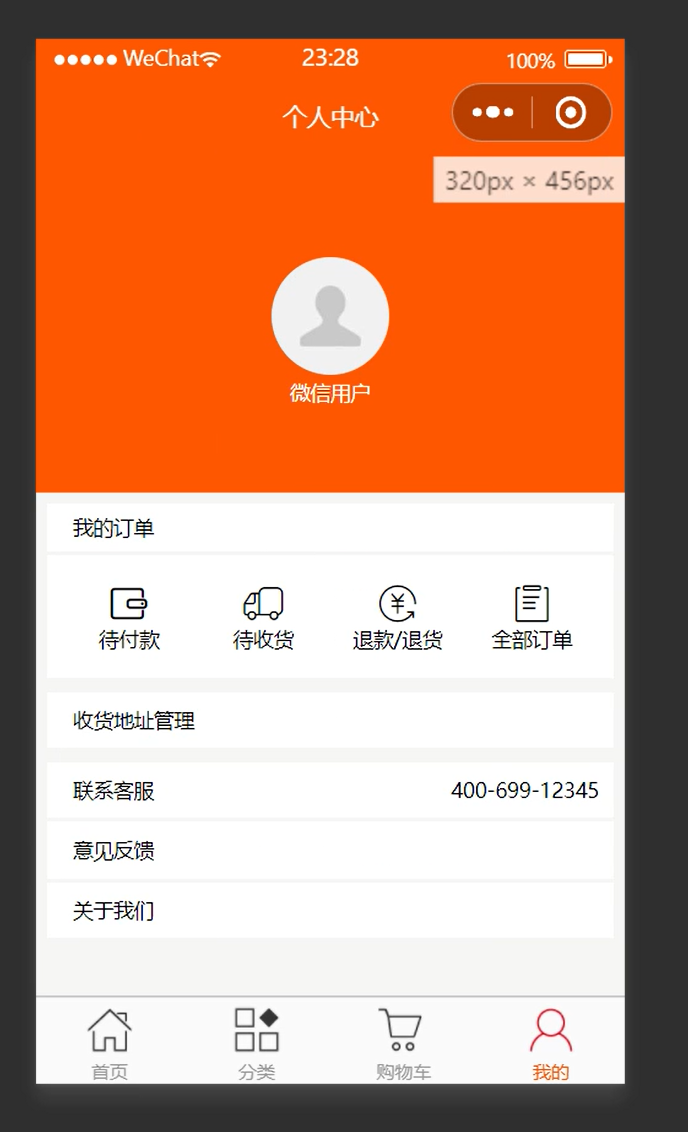 WeChat 23:28 100%
个人中心
320px × 456px
微信用户
我的订单
待付款 待收货 退款/退货 全部订单
收货地址管理
联系客服 400-699-12345
意见反馈
关于我们
首页 分类 购物车 我的